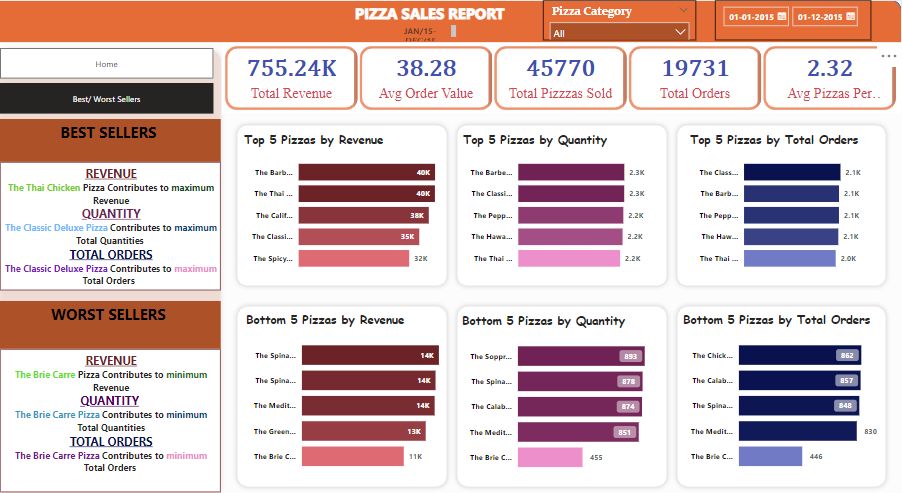 PIZZA SALES REPORT
JAN/15-
Pizza Category
All
01-01-2015
01-12-2015
Home
Best/ Worst Sellers
755.24K
Total Revenue
38.28
Avg Order Value
45770
Total Pizzzas Sold
19731
Total Orders
2.32
Avg Pizzas Per...
BEST SELLERS
REVENUE
The Thai Chicken Pizza Contributes to maximum
Revenue
QUANTITY
The Classic Deluxe Pizza Contributes to maximum
Total Quantities
TOTAL ORDERS
The Classic Deluxe Pizza Contributes to maximum
Total Orders
WORST SELLERS
REVENUE
The Brie Carre Pizza Contributes to minimum
Revenue
QUANTITY
The Brie Carre Pizza Contributes to minimum
Total Quantities
TOTAL ORDERS
The Brie Carre Pizza Contributes to minimum
Total Orders
Top 5 Pizzas by Revenue
The Barb... 40K
The Thai ... 40K
The Calif... 38K
The Classi... 35K
The Spicy... 32K
Top 5 Pizzas by Quantity
The Barbe... 2.3K
The Classi... 2.3K
The Pepp... 2.2K
The Hawa... 2.2K
The Thai ... 2.2K
Top 5 Pizzas by Total Orders
The Class... 2.1K
The Barb... 2.1K
The Pepp... 2.1K
The Haw... 2.1K
The Thai ... 2.0K
Bottom 5 Pizzas by Revenue
The Spina... 14K
The Spina... 14K
The Medit... 14K
The Green... 13K
The Brie C... 11K
Bottom 5 Pizzas by Quantity
The Soppr... 893
The Spina... 878
The Calab... 874
The Medit... 851
The Brie C... 455
Bottom 5 Pizzas by Total Orders
The Chick... 862
The Calab... 857
The Spina... 848
The Medit... 830
The Brie C... 446